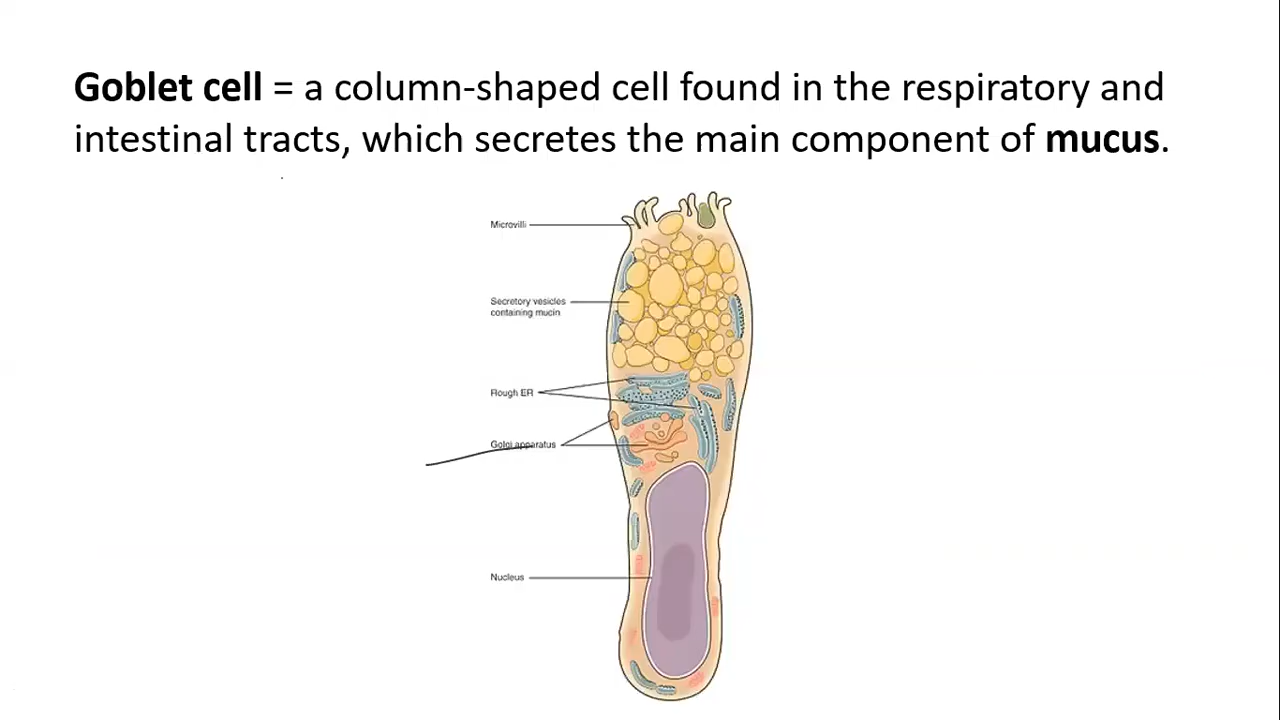 Goblet cell = a column-shaped cell found in the respiratory and
intestinal tracts, which secretes the main component of mucus.
Microvilli
Secretory vesicles
containing mucin
Rough ER
Golgi apparatus
Nucleus